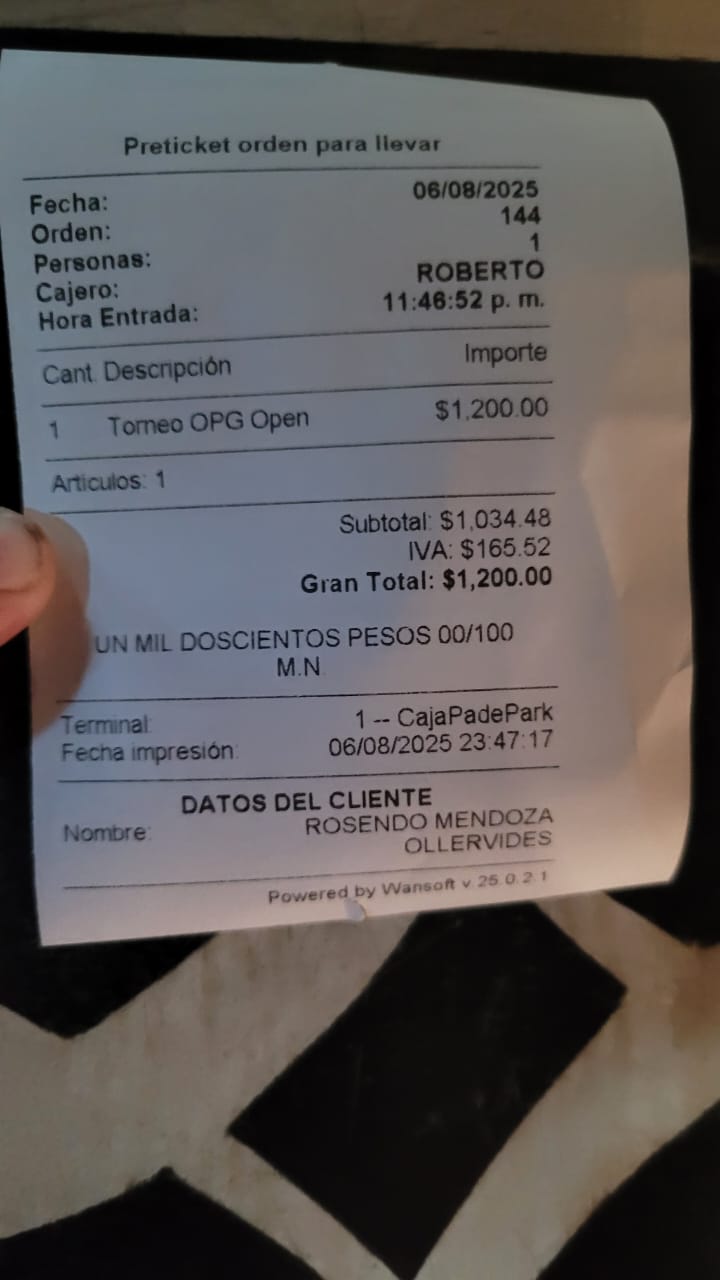 Preticket orden para llevar
Fecha: 06/08/2025
Orden: 144
Personas: 1
Cajero: ROBERTO
Hora Entrada: 11:46:52 p. m.
Cant. Descripción Importe
1 Torneo OPG Open $1,200.00
Articulos: 1
Subtotal: $1,034.48
IVA: $165.52
Gran Total: $1,200.00
UN MIL DOSCIENTOS PESOS 00/100
M.N.
Terminal: 1 -- CajaPadePark
Fecha impresión: 06/08/2025 23:47:17
DATOS DEL CLIENTE
Nombre: ROSENDO MENDOZA
OLLERVIDES
Powered by Wansoft v.25.0.2.1